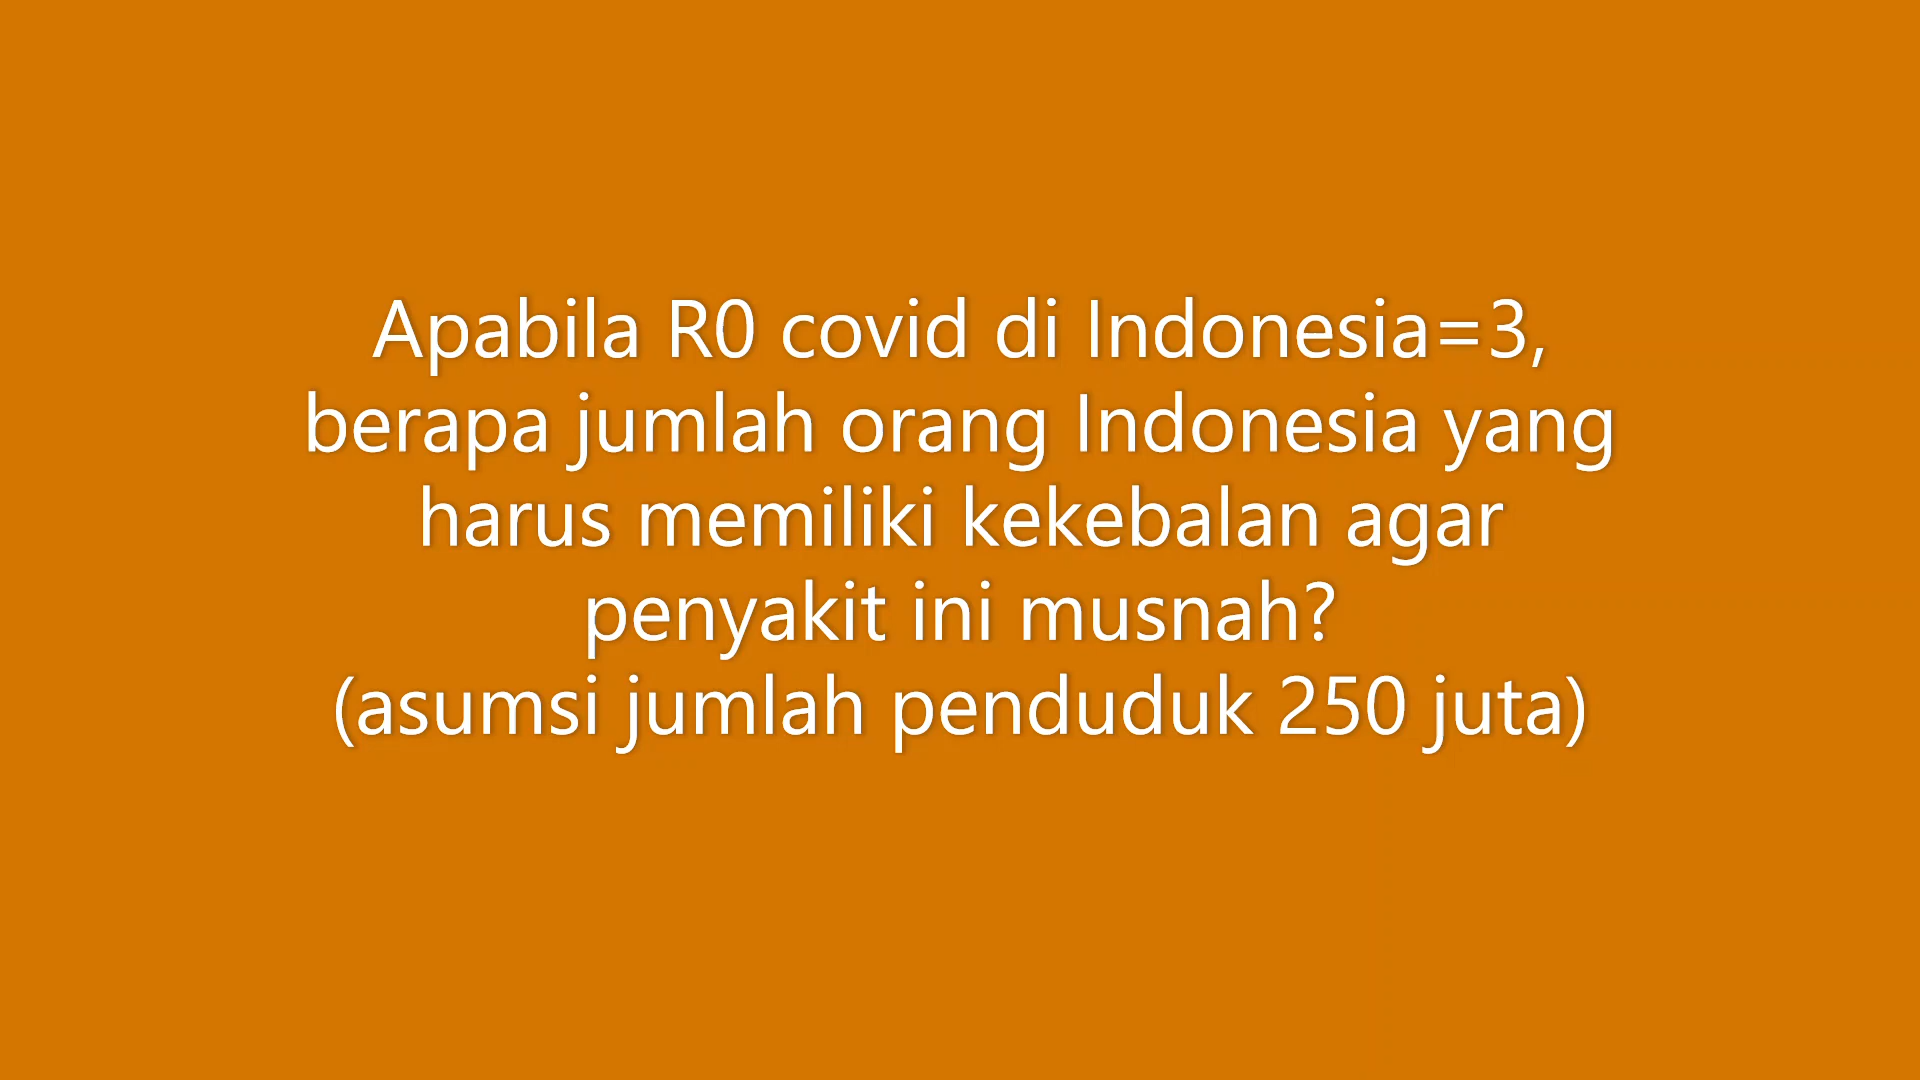 Apabila R0 covid di Indonesia=3,
berapa jumlah orang Indonesia yang
harus memiliki kekebalan agar
penyakit ini musnah?
(asumsi jumlah penduduk 250 juta)